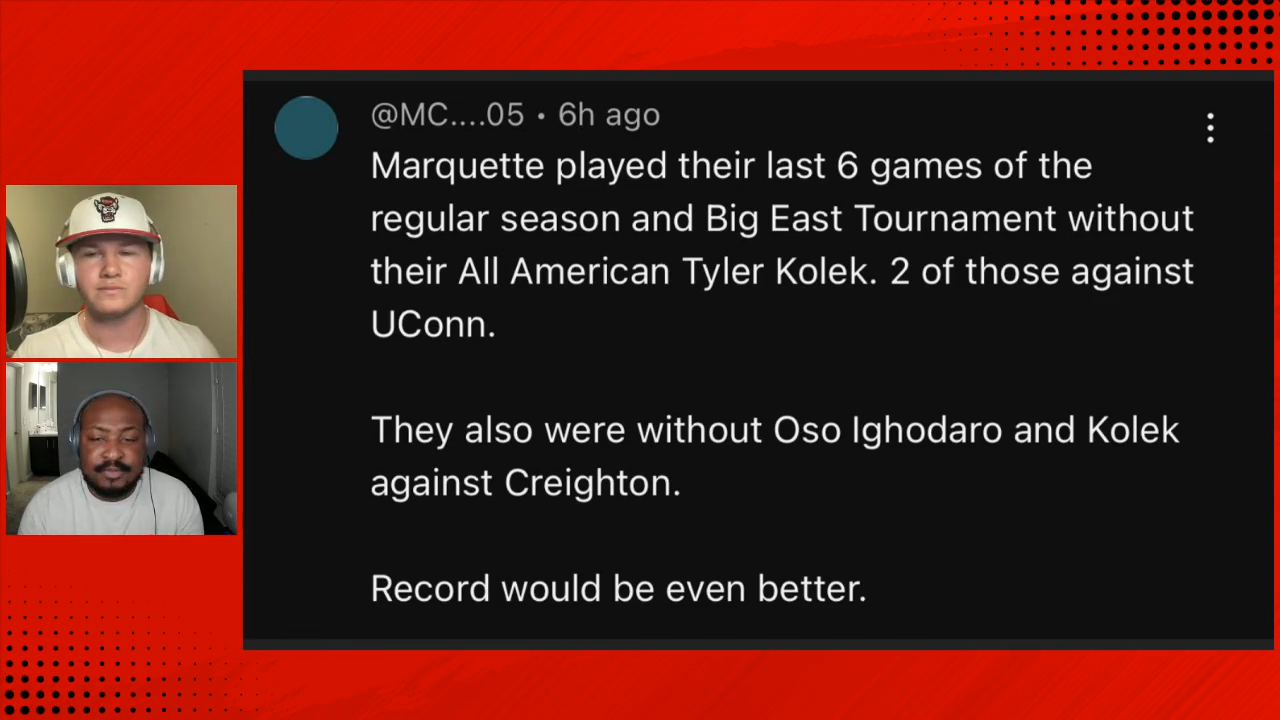 @MC....05 • 6h ago
Marquette played their last 6 games of the
regular season and Big East Tournament without
their All American Tyler Kolek. 2 of those against
UConn.
They also were without Oso Ighodaro and Kolek
against Creighton.
Record would be even better.